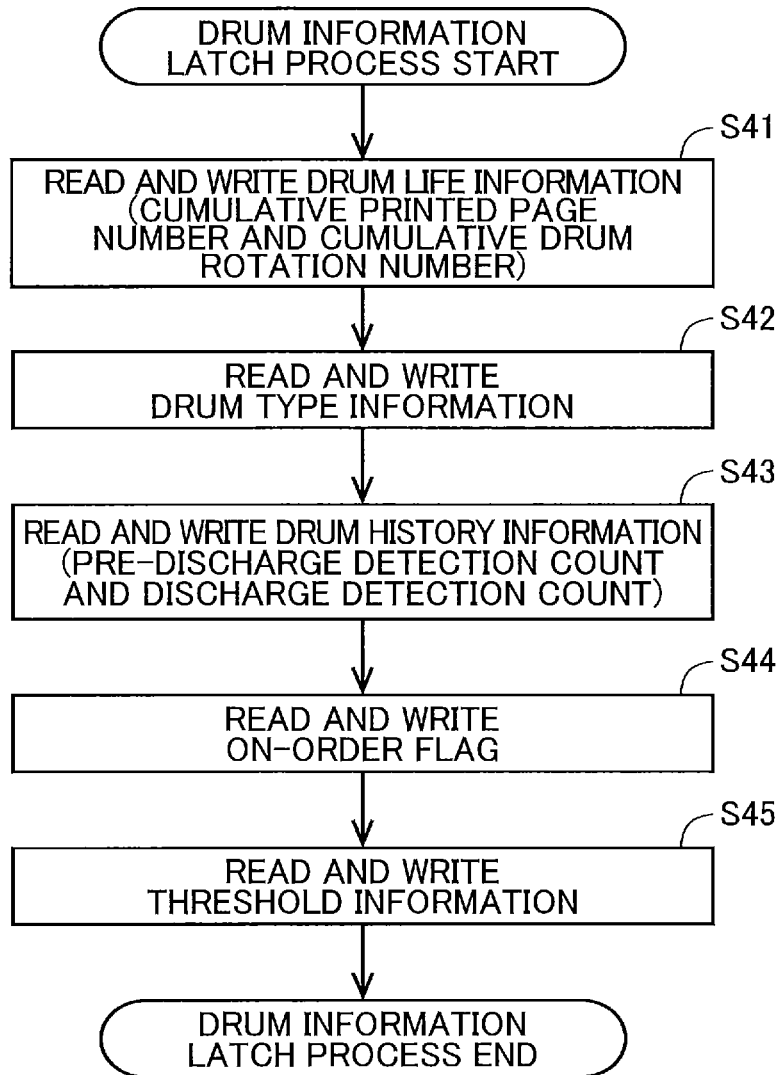 DRUM INFORMATION
LATCH PROCESS START
S41
READ AND WRITE DRUM LIFE INFORMATION
(CUMULATIVE PRINTED PAGE
NUMBER AND CUMULATIVE DRUM
ROTATION NUMBER)
S42
READ AND WRITE
DRUM TYPE INFORMATION
S43
READ AND WRITE DRUM HISTORY INFORMATION
(PRE-DISCHARGE DETECTION COUNT
AND DISCHARGE DETECTION COUNT)
S44
READ AND WRITE
ON-ORDER FLAG
S45
READ AND WRITE
THRESHOLD INFORMATION
DRUM INFORMATION
LATCH PROCESS END